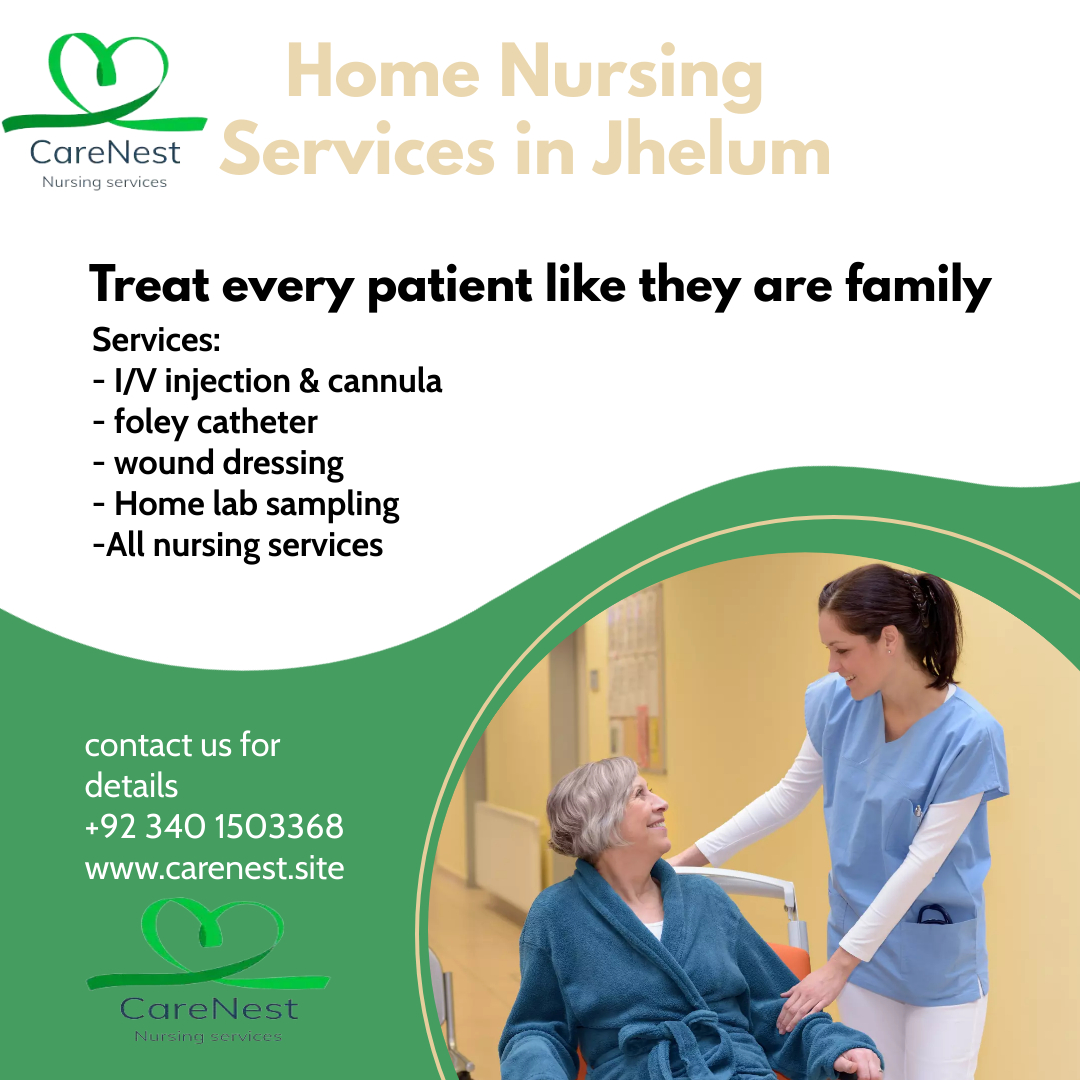 CareNest
Nursing services
Home Nursing
Services in Jhelum
Treat every patient like they are family
Services:
- I/V injection & cannula
- foley catheter
- wound dressing
- Home lab sampling
-All nursing services
contact us for
details
+92 340 1503368
www.carenest.site
CareNest
Nursing services